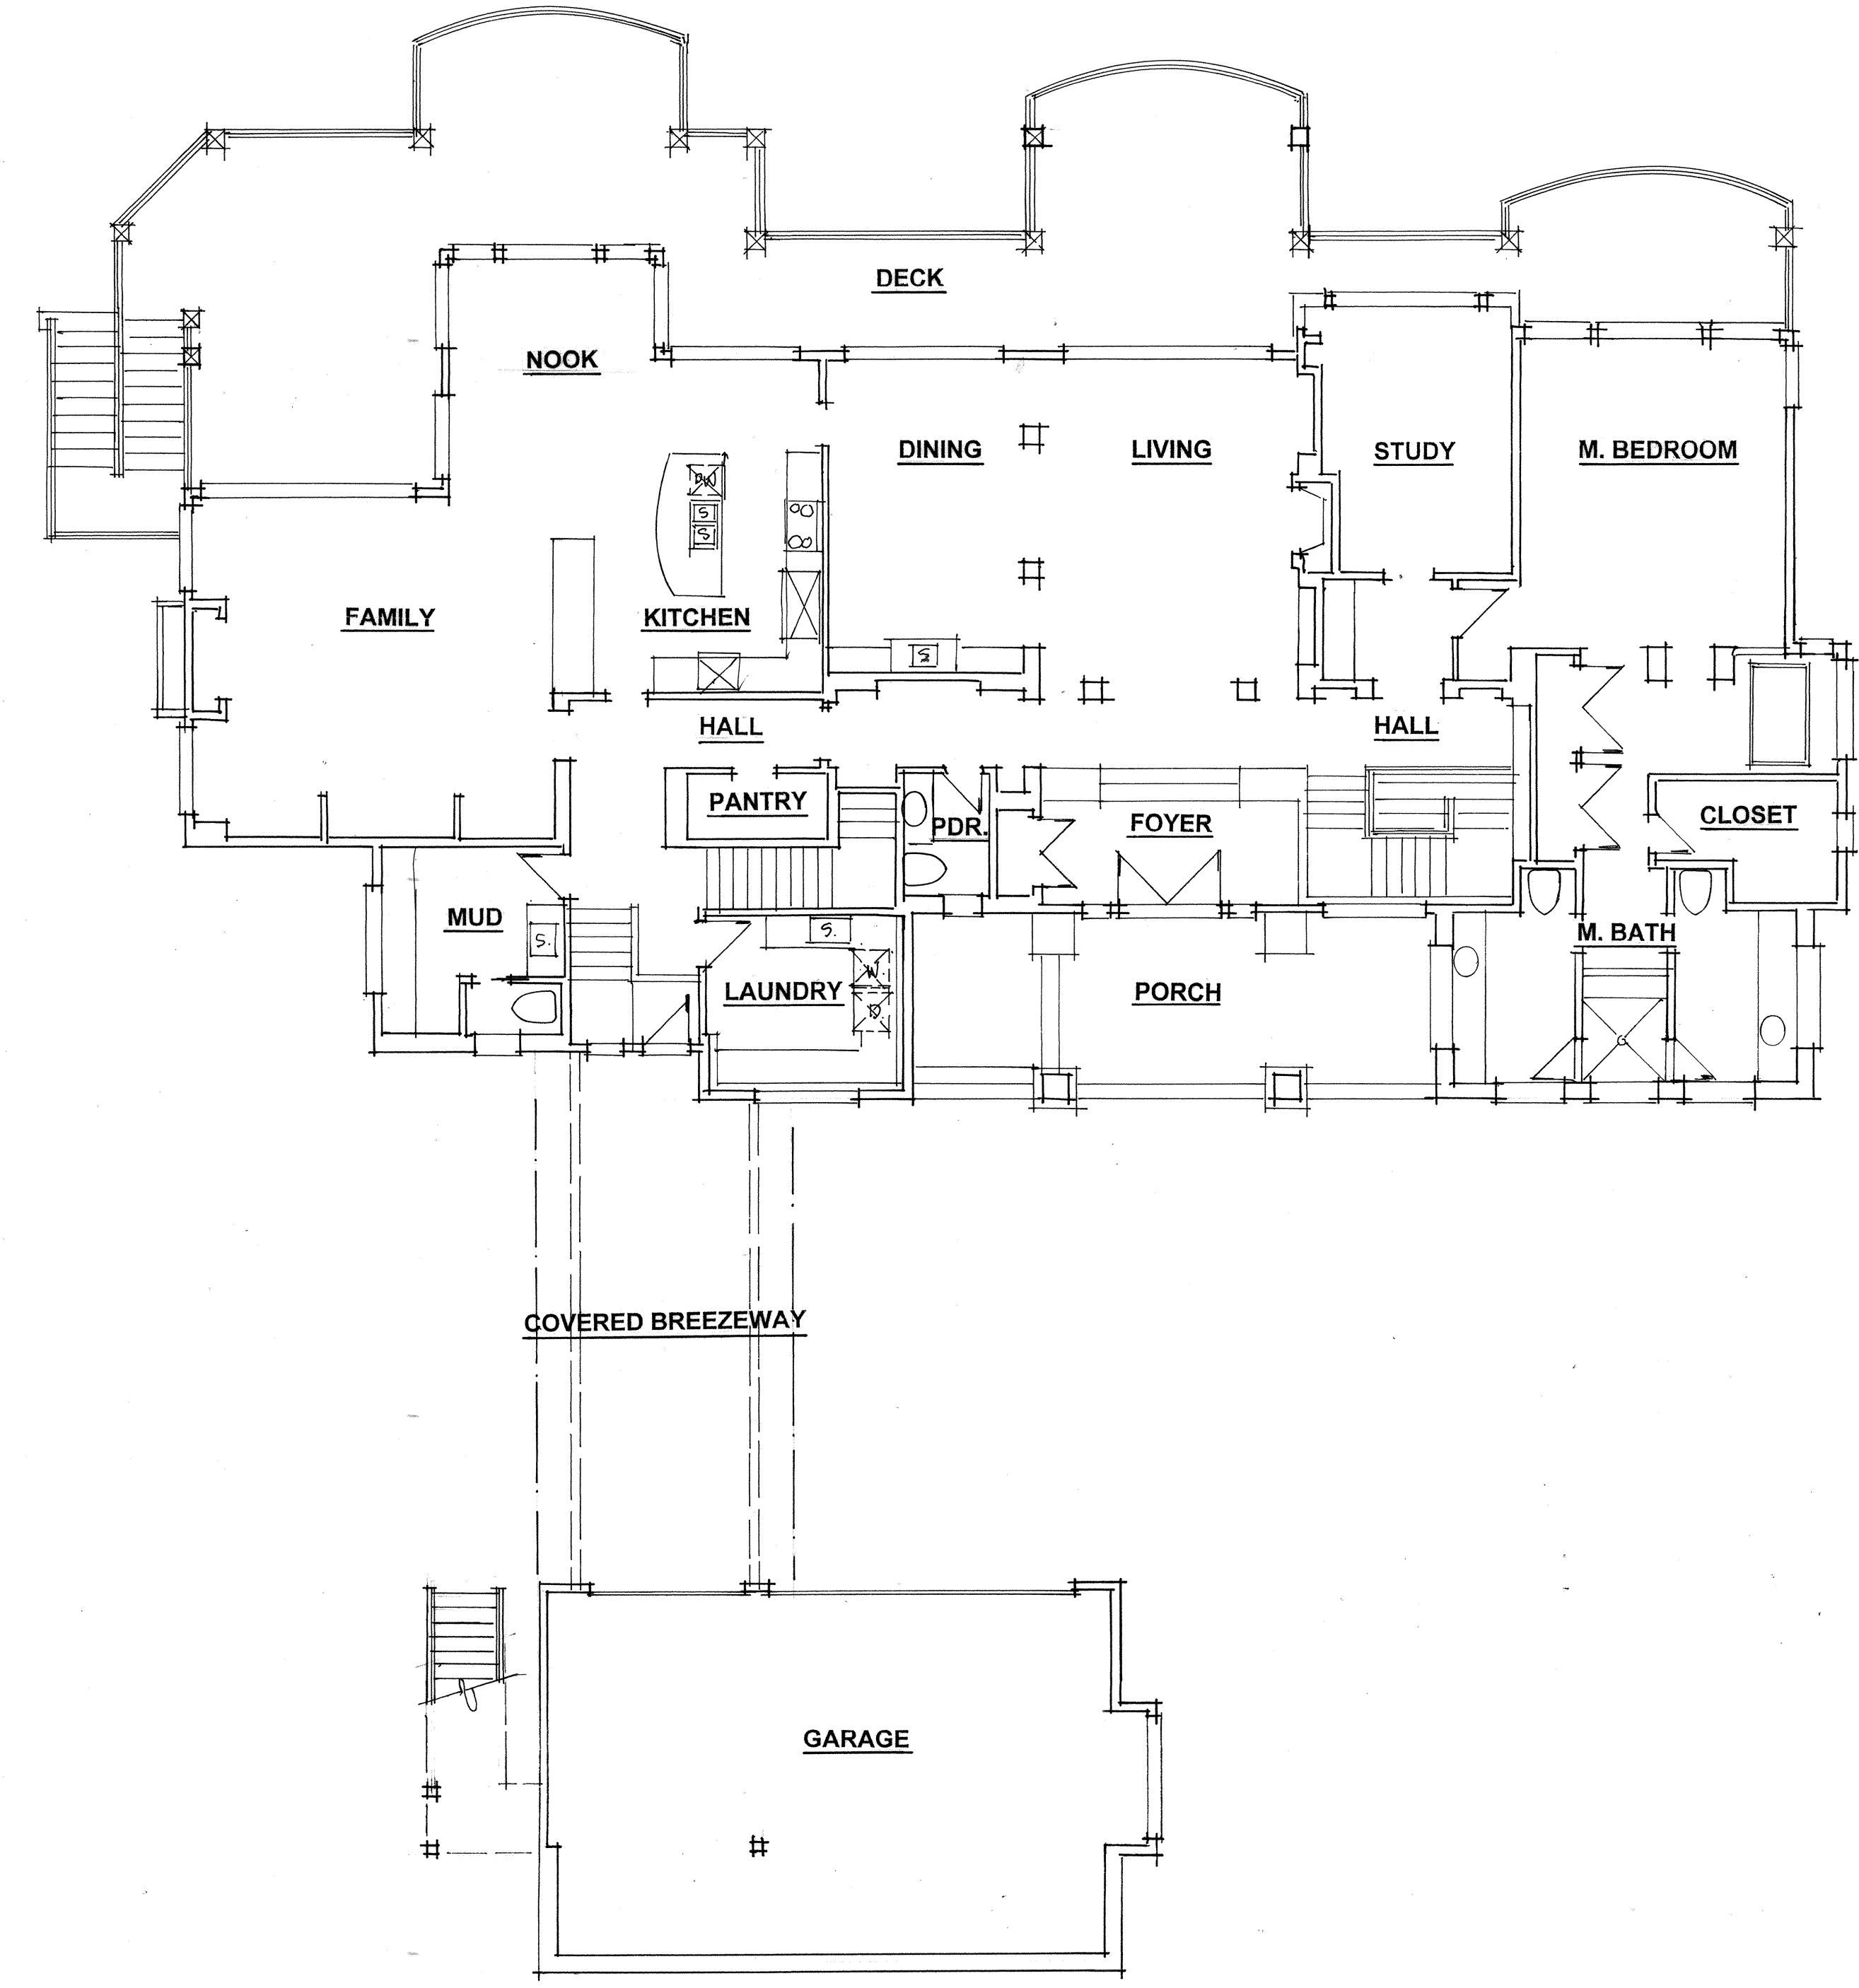 DECK
NOOK
DINING
LIVING
STUDY
M. BEDROOM
DW
S
S
FAMILY
KITCHEN
S
HALL
HALL
PANTRY
PDR.
FOYER
CLOSET
MUD
S.
S.
M. BATH
W
LAUNDRY
D
PORCH
COVERED BREEZEWAY
GARAGE